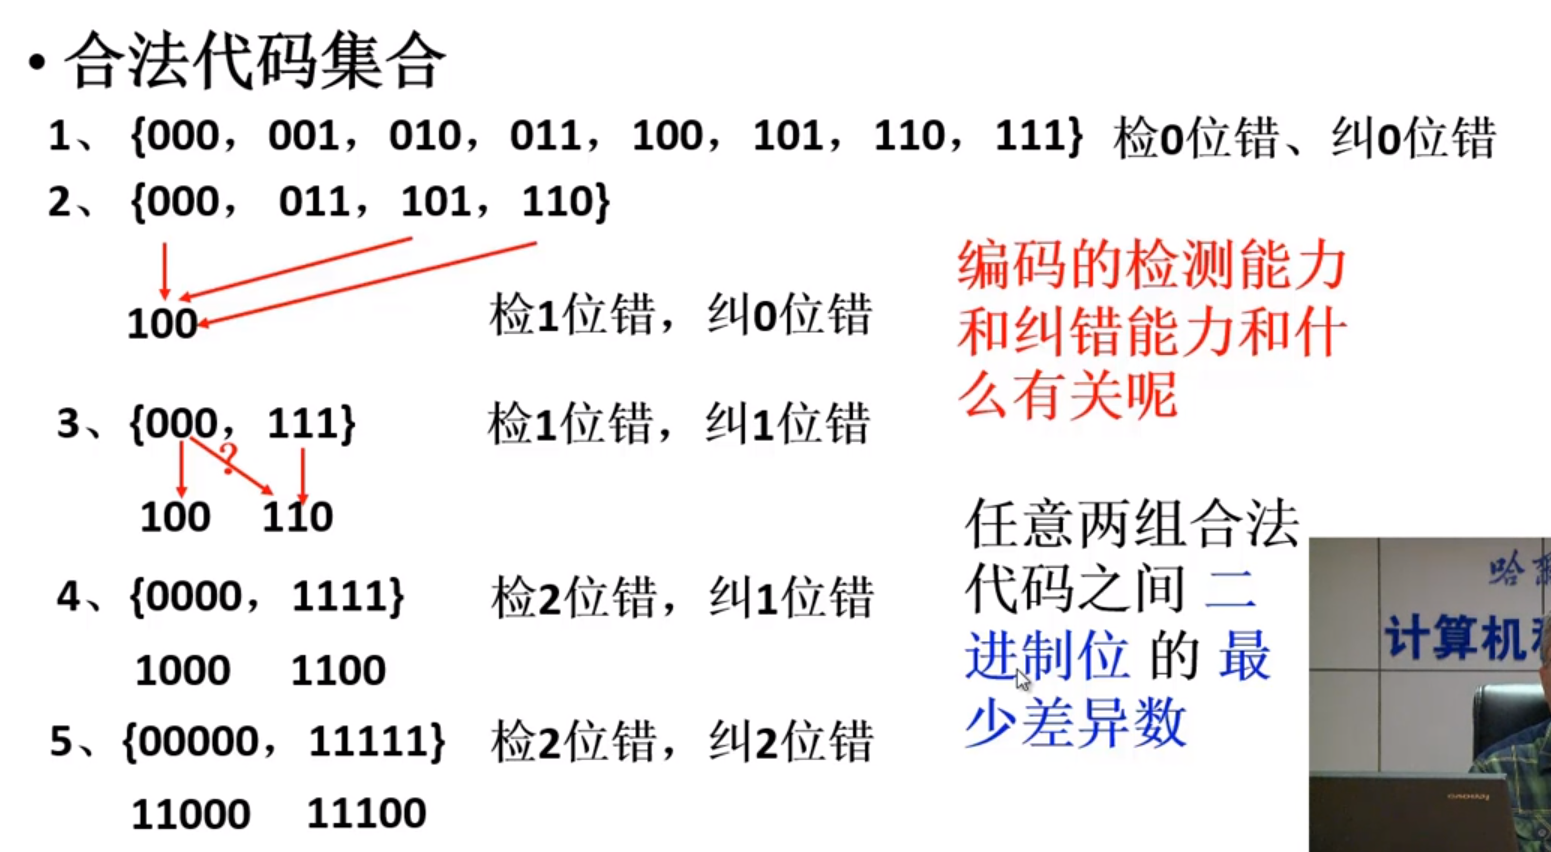 • 合法代码集合
1、 {000, 001, 010, 011, 100, 101, 110, 111} 检0位错、纠0位错
2、 {000, 011, 101, 110}
100
检1位错，纠0位错
3、 {000, 111}
检1位错，纠1位错
?
100 110
4、 {0000, 1111}
检2位错，纠1位错
1000 1100
5、 {00000, 11111}
检2位错，纠2位错
11000 11100
编码的检测能力
和纠错能力和什
么有关呢
任意两组合法
代码之间 二
进制位 的 最
少差异数
哈
计算机
lenovo